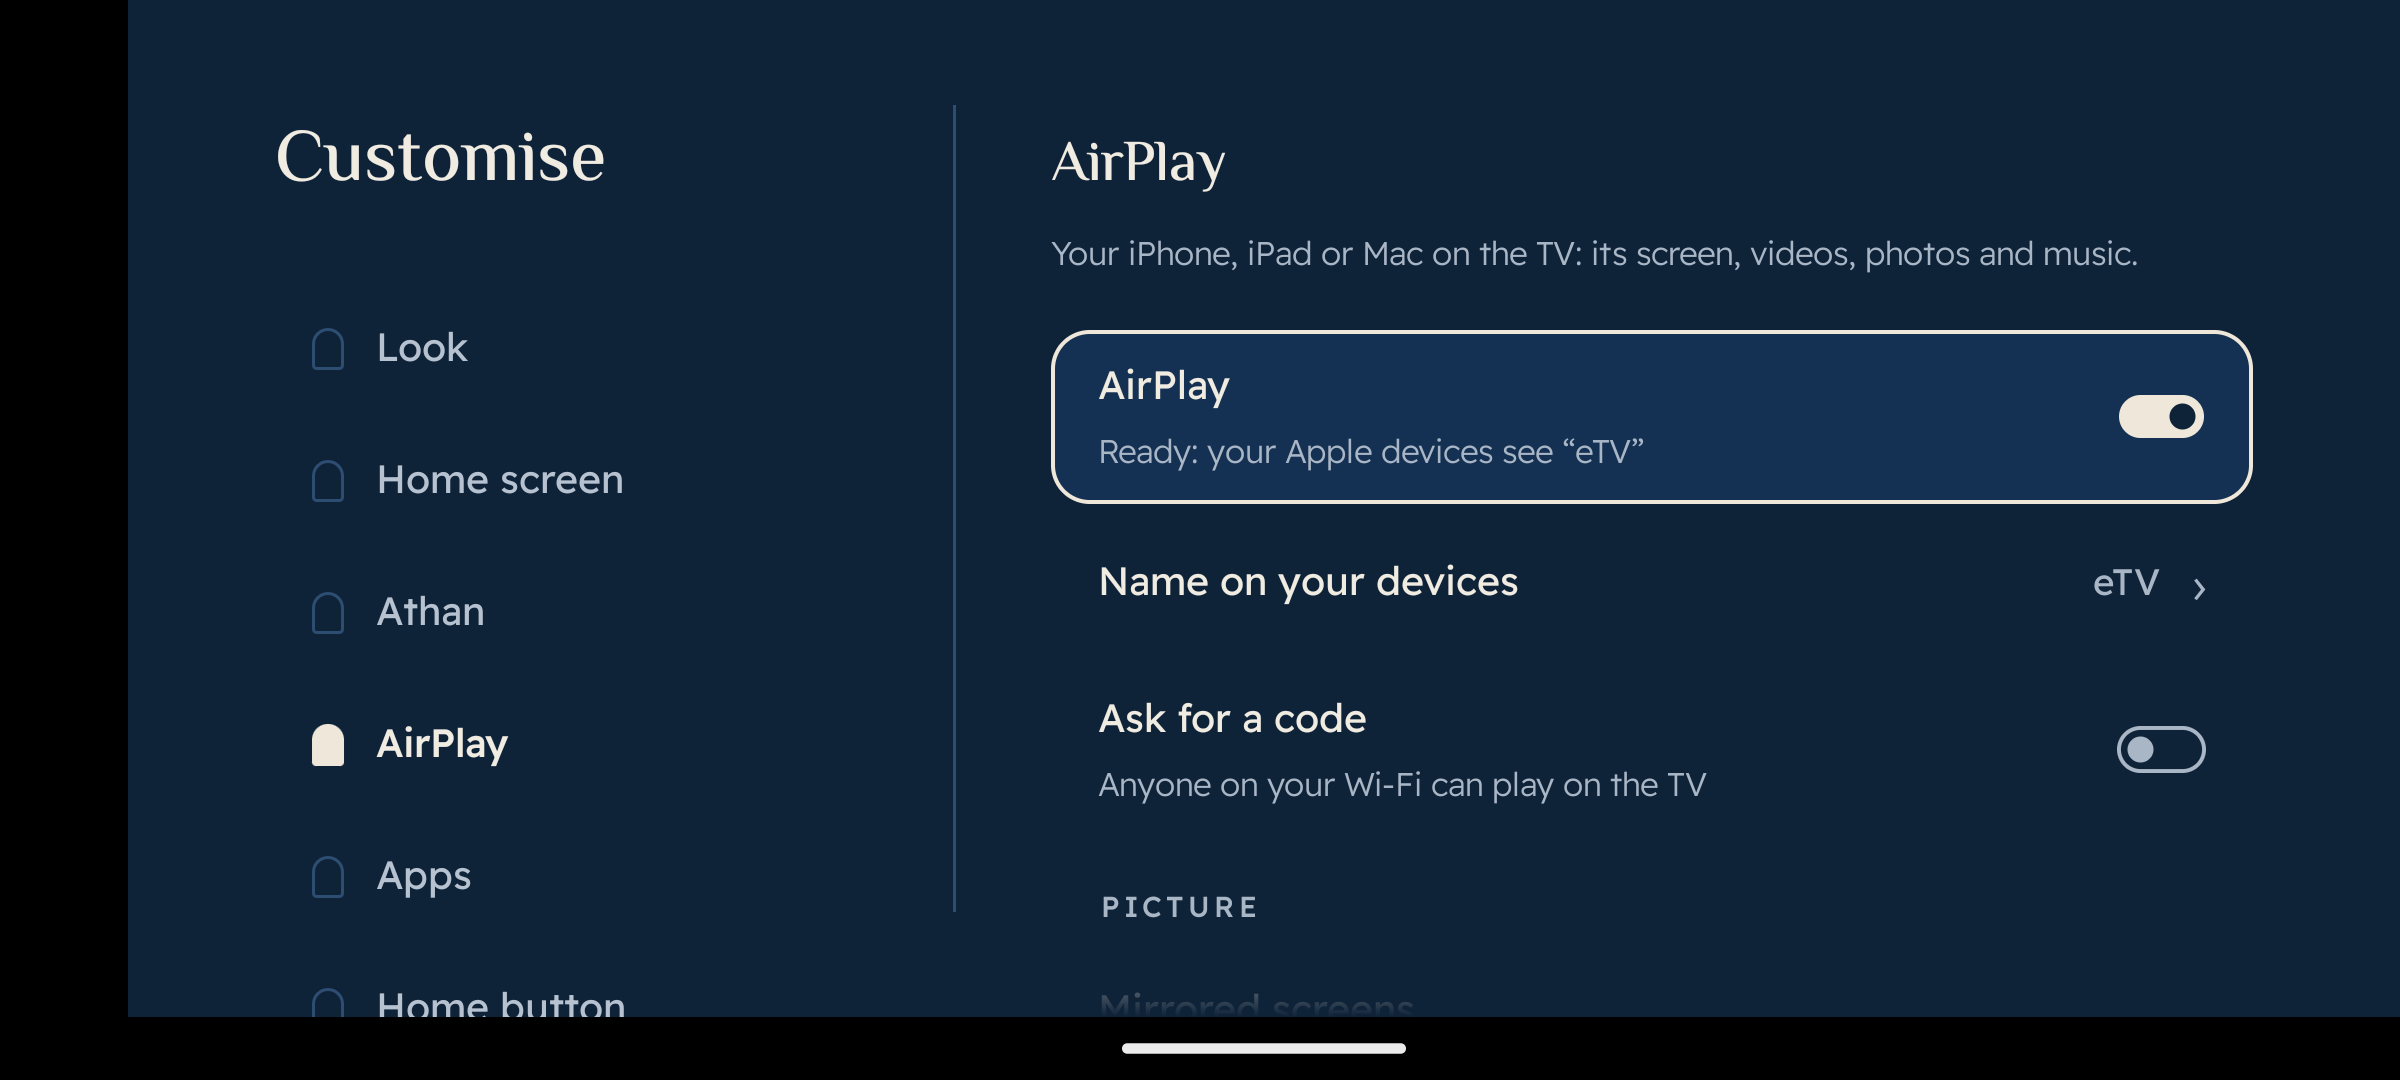 Customise
Look
Home screen
Athan
AirPlay
Apps
Home button
AirPlay
Your iPhone, iPad or Mac on the TV: its screen, videos, photos and music.
AirPlay
Ready: your Apple devices see “eTV”
Name on your devices
eTV ›
Ask for a code
Anyone on your Wi-Fi can play on the TV
PICTURE
Mirrored screens